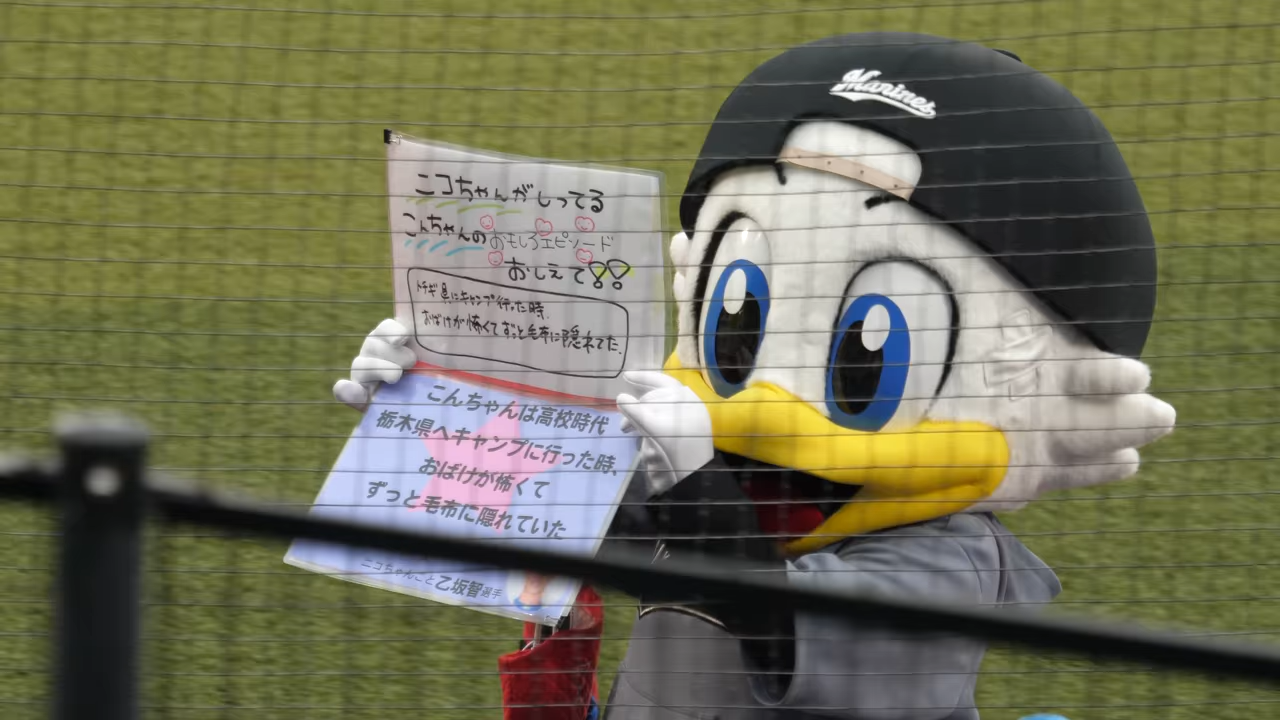 Marines
ニコちゃんがしってる
こんちゃんのおもしろエピソード
おしえて!!
トチギ県にキャンプ行った時、
おばけが怖くてずっと毛布に隠れてた。
こんちゃんは高校時代
栃木県へキャンプに行った時、
おばけが怖くて
ずっと毛布に隠れていた
ニコちゃんこと乙坂智選手